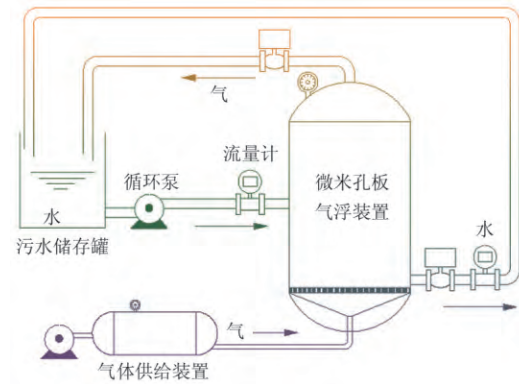 气
流量计
循环泵
微米孔板
气浮装置
水
水
污水储存罐
气
气体供给装置